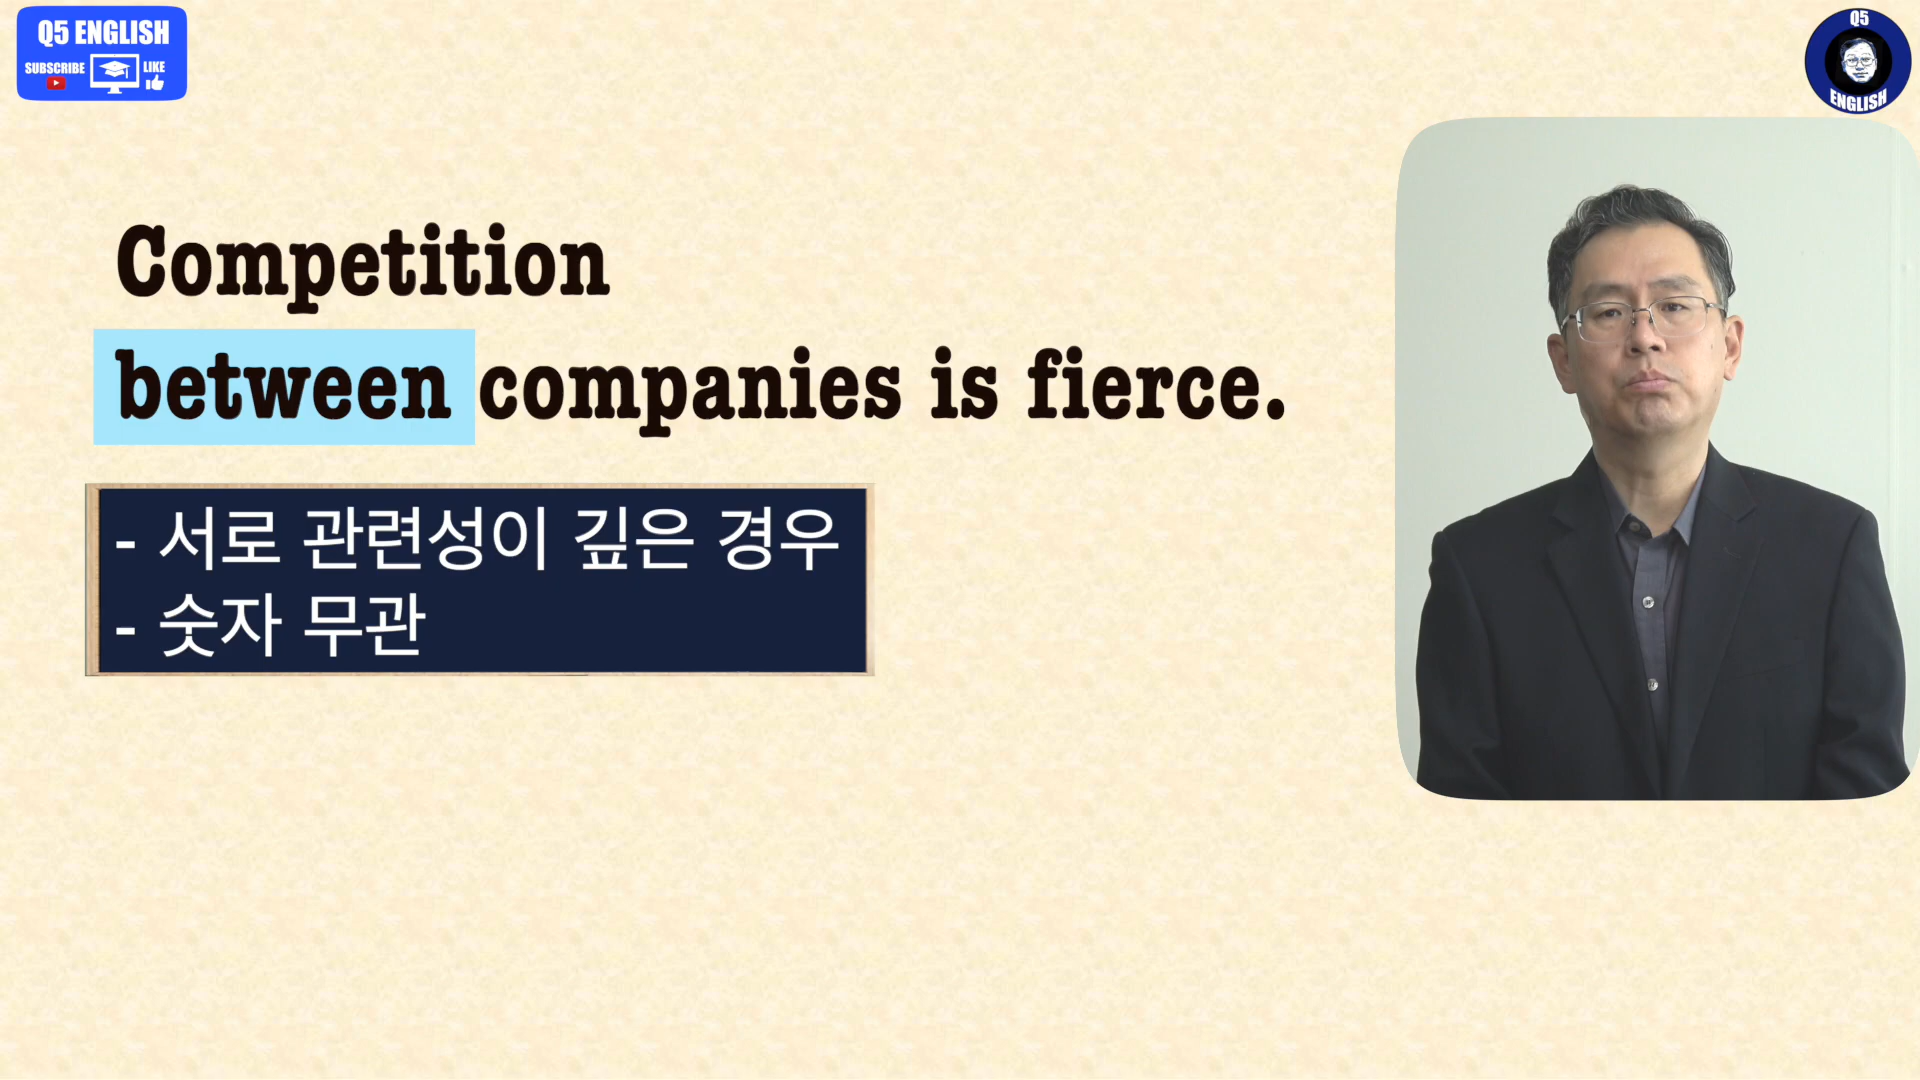 Q5 ENGLISH
SUBSCRIBE
LIKE
Q5
ENGLISH
Competition
between companies is fierce.
- 서로 관련성이 깊은 경우
- 숫자 무관